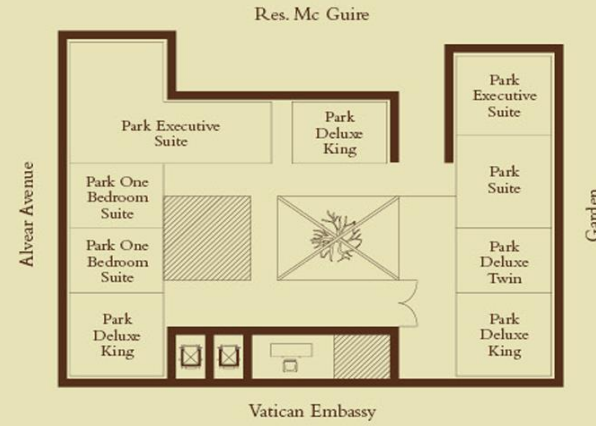 Res. Mc Guire
Park Executive
Suite
Park
Deluxe
King
Park
Executive
Suite
Park
Suite
Park One
Bedroom
Suite
Park One
Bedroom
Suite
Park
Deluxe
King
Park
Deluxe
Twin
Park
Deluxe
King
Alvear Avenue
Garden
Vatican Embassy